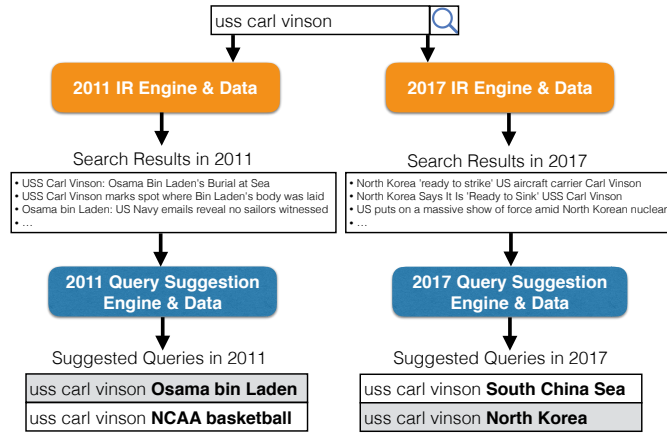 uss carl vinson
2011 IR Engine & Data
2017 IR Engine & Data
Search Results in 2011
• USS Carl Vinson: Osama Bin Laden's Burial at Sea
• USS Carl Vinson marks spot where Bin Laden's body was laid
• Osama bin Laden: US Navy emails reveal no sailors witnessed
• ...
Search Results in 2017
• North Korea 'ready to strike' US aircraft carrier Carl Vinson
• North Korea Says It Is 'Ready to Sink' USS Carl Vinson
• US puts on a massive show of force amid North Korean nuclear
• ...
2011 Query Suggestion
Engine & Data
2017 Query Suggestion
Engine & Data
Suggested Queries in 2011
uss carl vinson Osama bin Laden
uss carl vinson NCAA basketball
Suggested Queries in 2017
uss carl vinson South China Sea
uss carl vinson North Korea